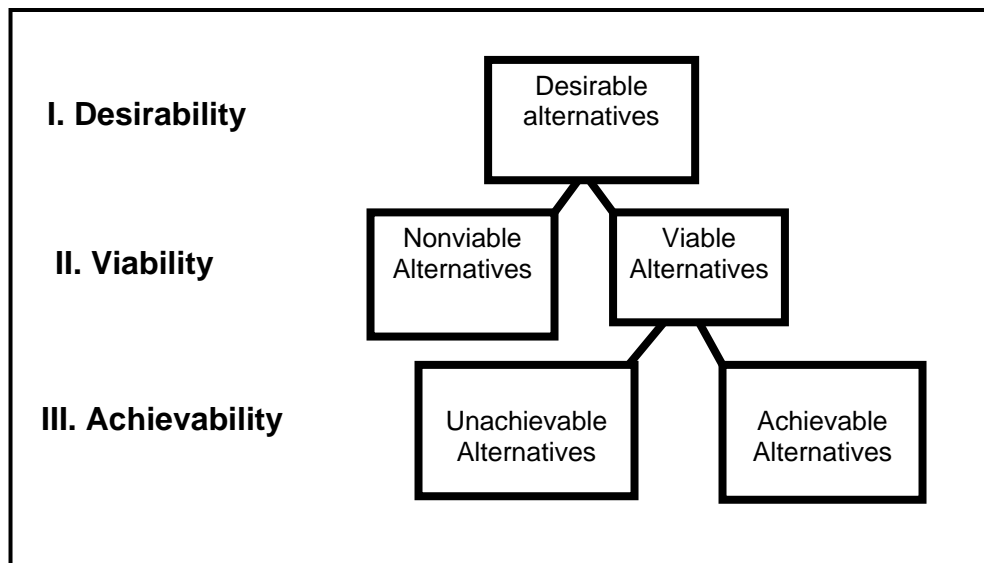 I. Desirability
Desirable
alternatives
II. Viability
Nonviable
Alternatives
Viable
Alternatives
III. Achievability
Unachievable
Alternatives
Achievable
Alternatives